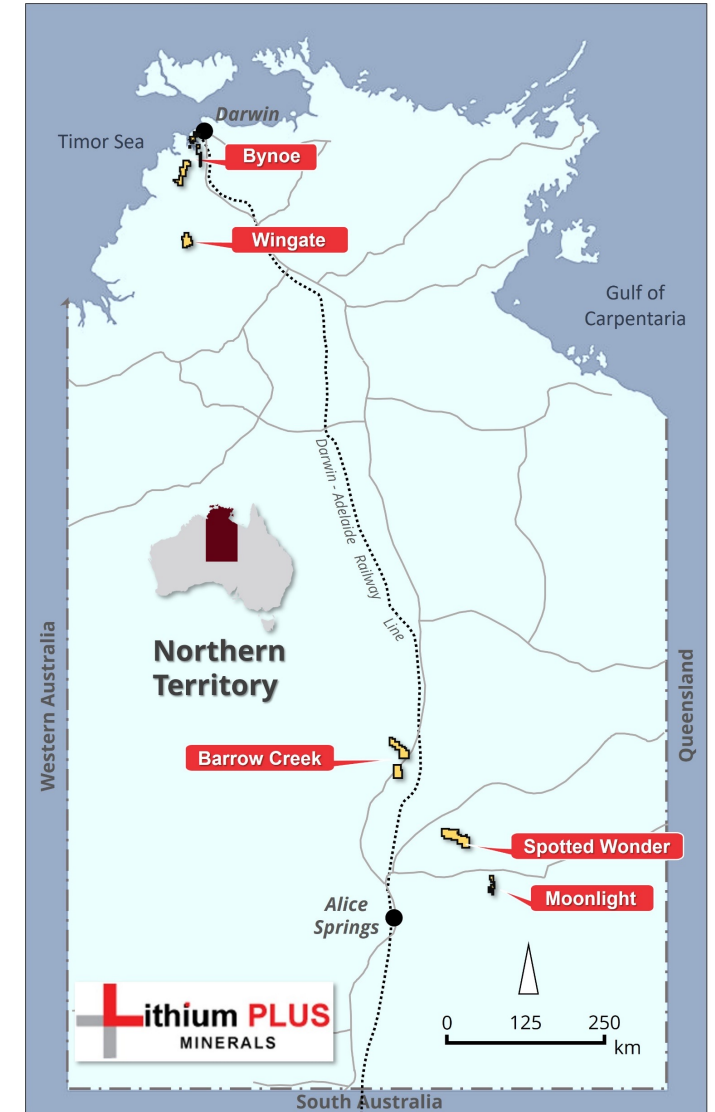 Darwin
Timor Sea
Bynoe
Wingate
Gulf of
Carpentaria
Darwin - Adelaide Railway Line
Northern
Territory
Western Australia
Queensland
Barrow Creek
Spotted Wonder
Moonlight
Alice
Springs
Lithium PLUS
MINERALS
0 125 250
km
South Australia